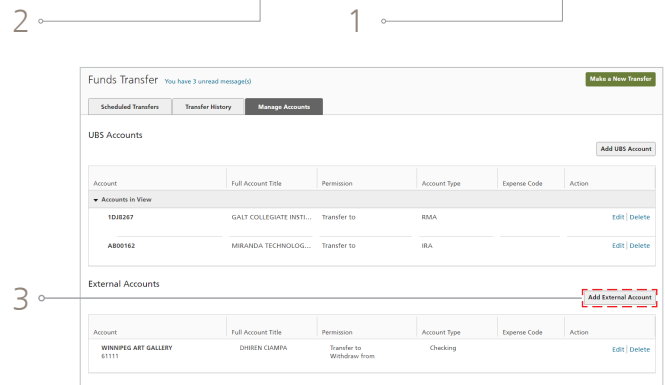 2
1
Funds Transfer You have 3 unread message(s)
Make a New Transfer
Scheduled Transfers Transfer History Manage Accounts
UBS Accounts
Add UBS Account
Account Full Account Title Permission Account Type Expense Code Action
Accounts in View
1DJ8267 GALT COLLEGIATE INSTI... Transfer to RMA Edit | Delete
AB00162 MIRANDA TECHNOLOG... Transfer to IRA Edit | Delete
External Accounts
3
Add External Account
Account Full Account Title Permission Account Type Expense Code Action
WINNIPEG ART GALLERY DHIREN CIAMPA Transfer to Checking Edit | Delete
61111 Withdraw from